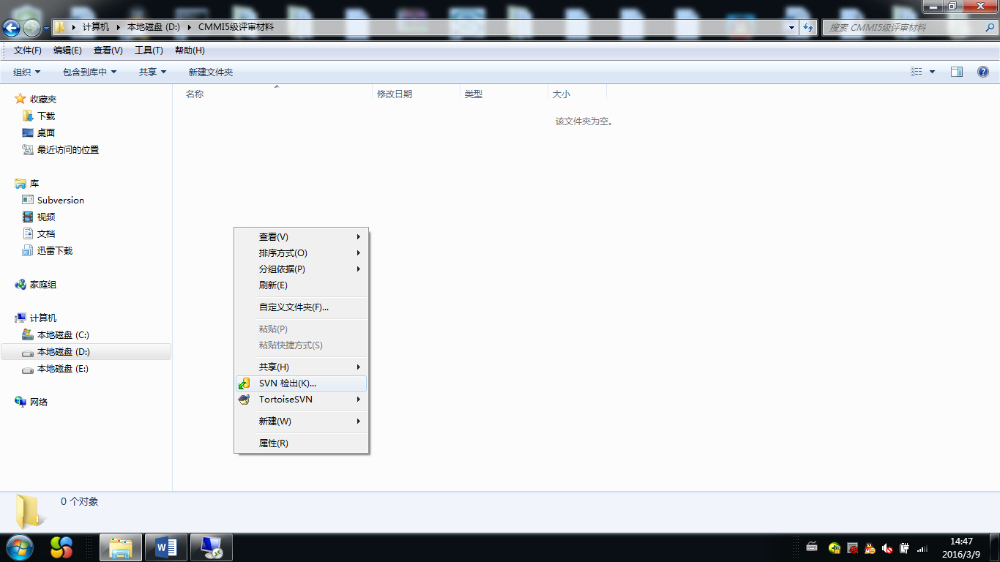 计算机 ▸ 本地磁盘 (D:) ▸ CMMI5级评审材料
搜索 CMMI5级评审材料
文件(F) 编辑(E) 查看(V) 工具(T) 帮助(H)
组织 包含到库中 共享 新建文件夹
名称 修改日期 类型 大小
该文件夹为空。
收藏夹
下载
桌面
最近访问的位置
库
Subversion
视频
文档
迅雷下载
家庭组
计算机
本地磁盘 (C:)
本地磁盘 (D:)
本地磁盘 (E:)
网络
查看(V)
排序方式(O)
分组依据(P)
刷新(E)
自定义文件夹(F)...
粘贴(P)
粘贴快捷方式(S)
共享(H)
SVN 检出(K)...
TortoiseSVN
新建(W)
属性(R)
0 个对象
14:47
2016/3/9